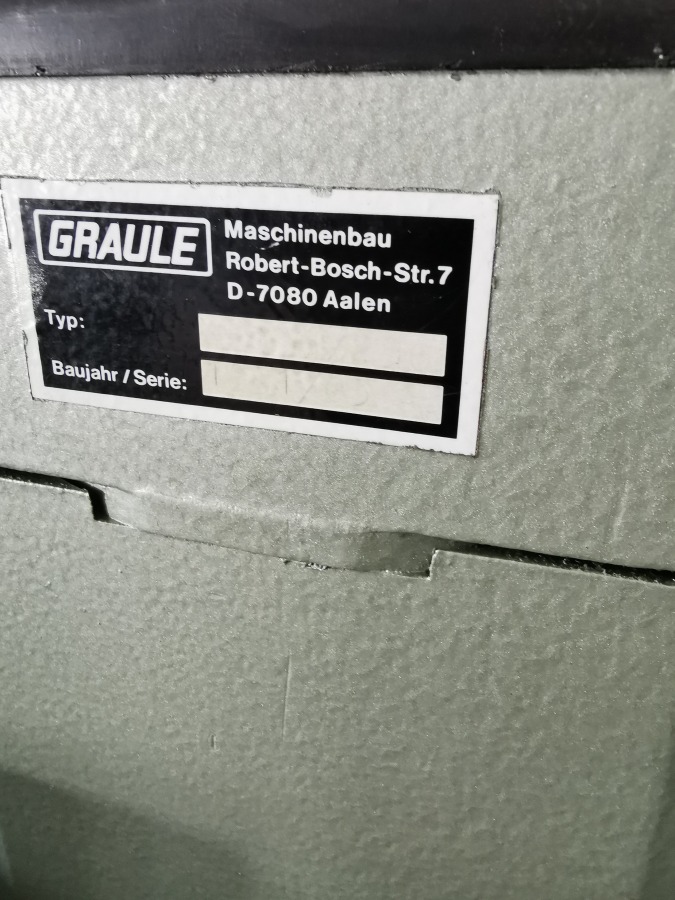 GRAULE
Maschinenbau
Robert-Bosch-Str.7
D-7080 Aalen
Typ:
Baujahr / Serie: